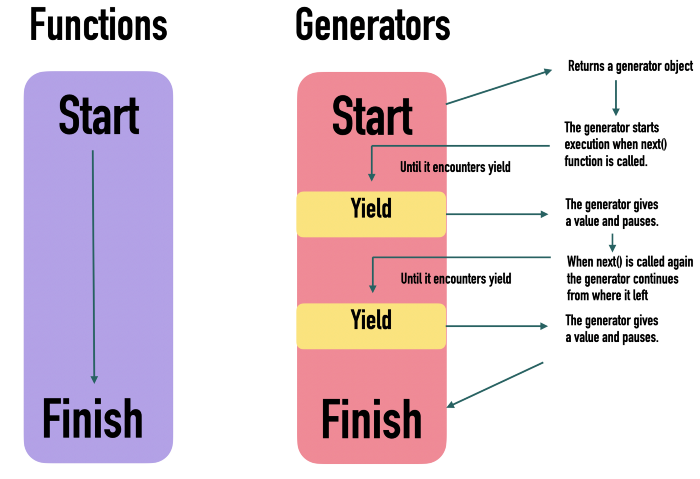 Functions
Generators
Start
Finish
Start
Returns a generator object
The generator starts
execution when next()
function is called.
Until it encounters yield
Yield
The generator gives
a value and pauses.
When next() is called again
the generator continues
from where it left
Until it encounters yield
Yield
The generator gives
a value and pauses.
Finish